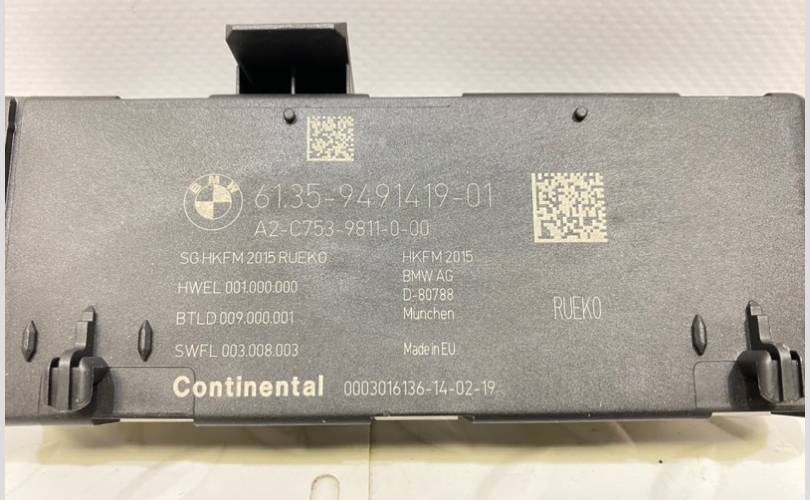 BMW
61.35-9491419-01
A2-C753-9811-0-00
SG HKFM 2015 RUEKO
HWEL 001.000.000
BTLD 009.000.001
SWFL 003.008.003
HKFM 2015
BMW AG
D-80788
München
Made in EU
RUEKO
Continental 0003016136-14-02-19